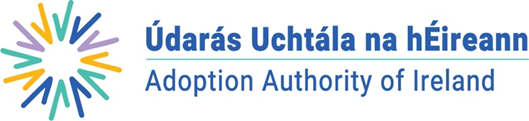 Údarás Uchtála na hÉireann
Adoption Authority of Ireland